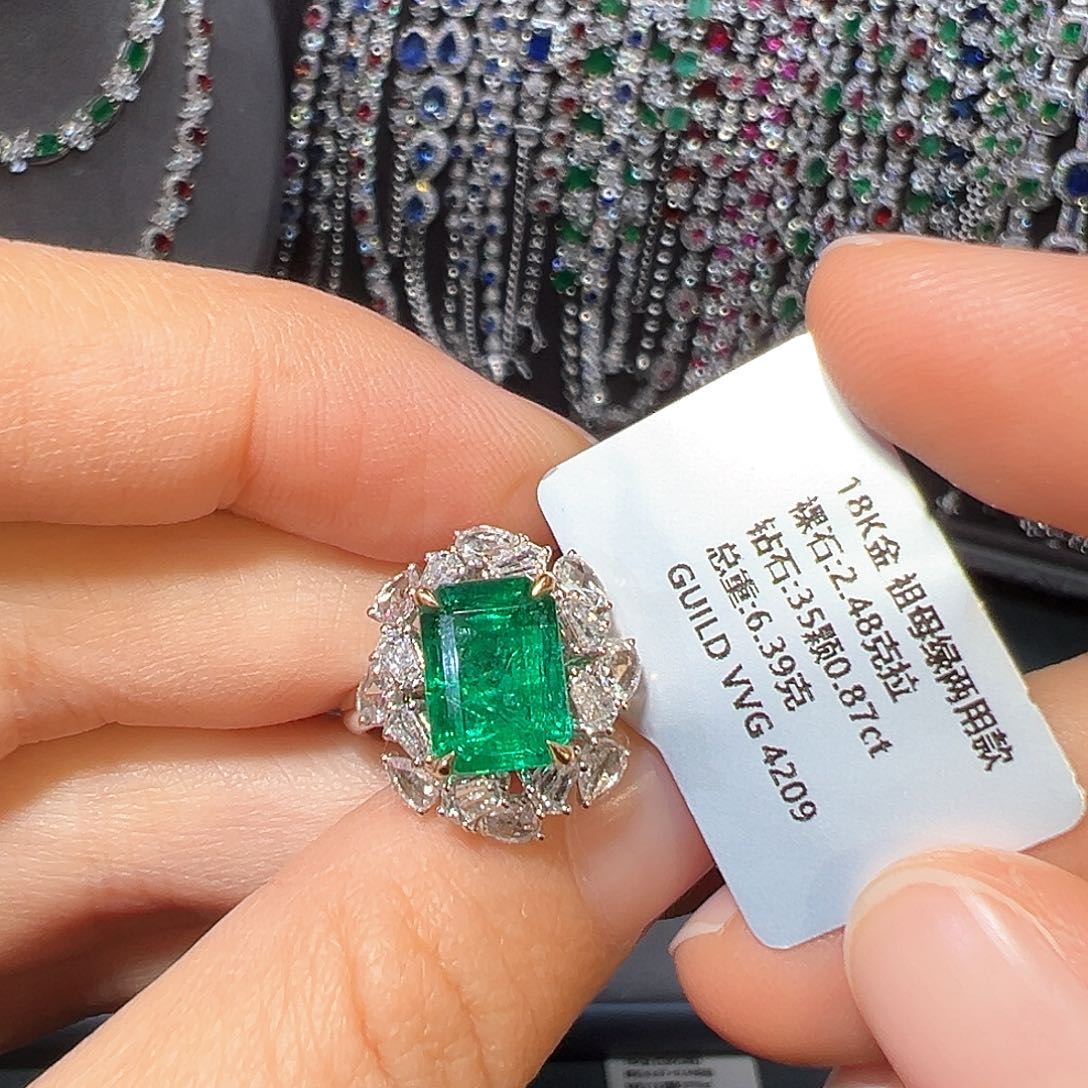 18K金 祖母绿两用款
裸石:2.48克拉
钻石:35颗0.87ct
总重:6.39克
GUILD VVG 4209